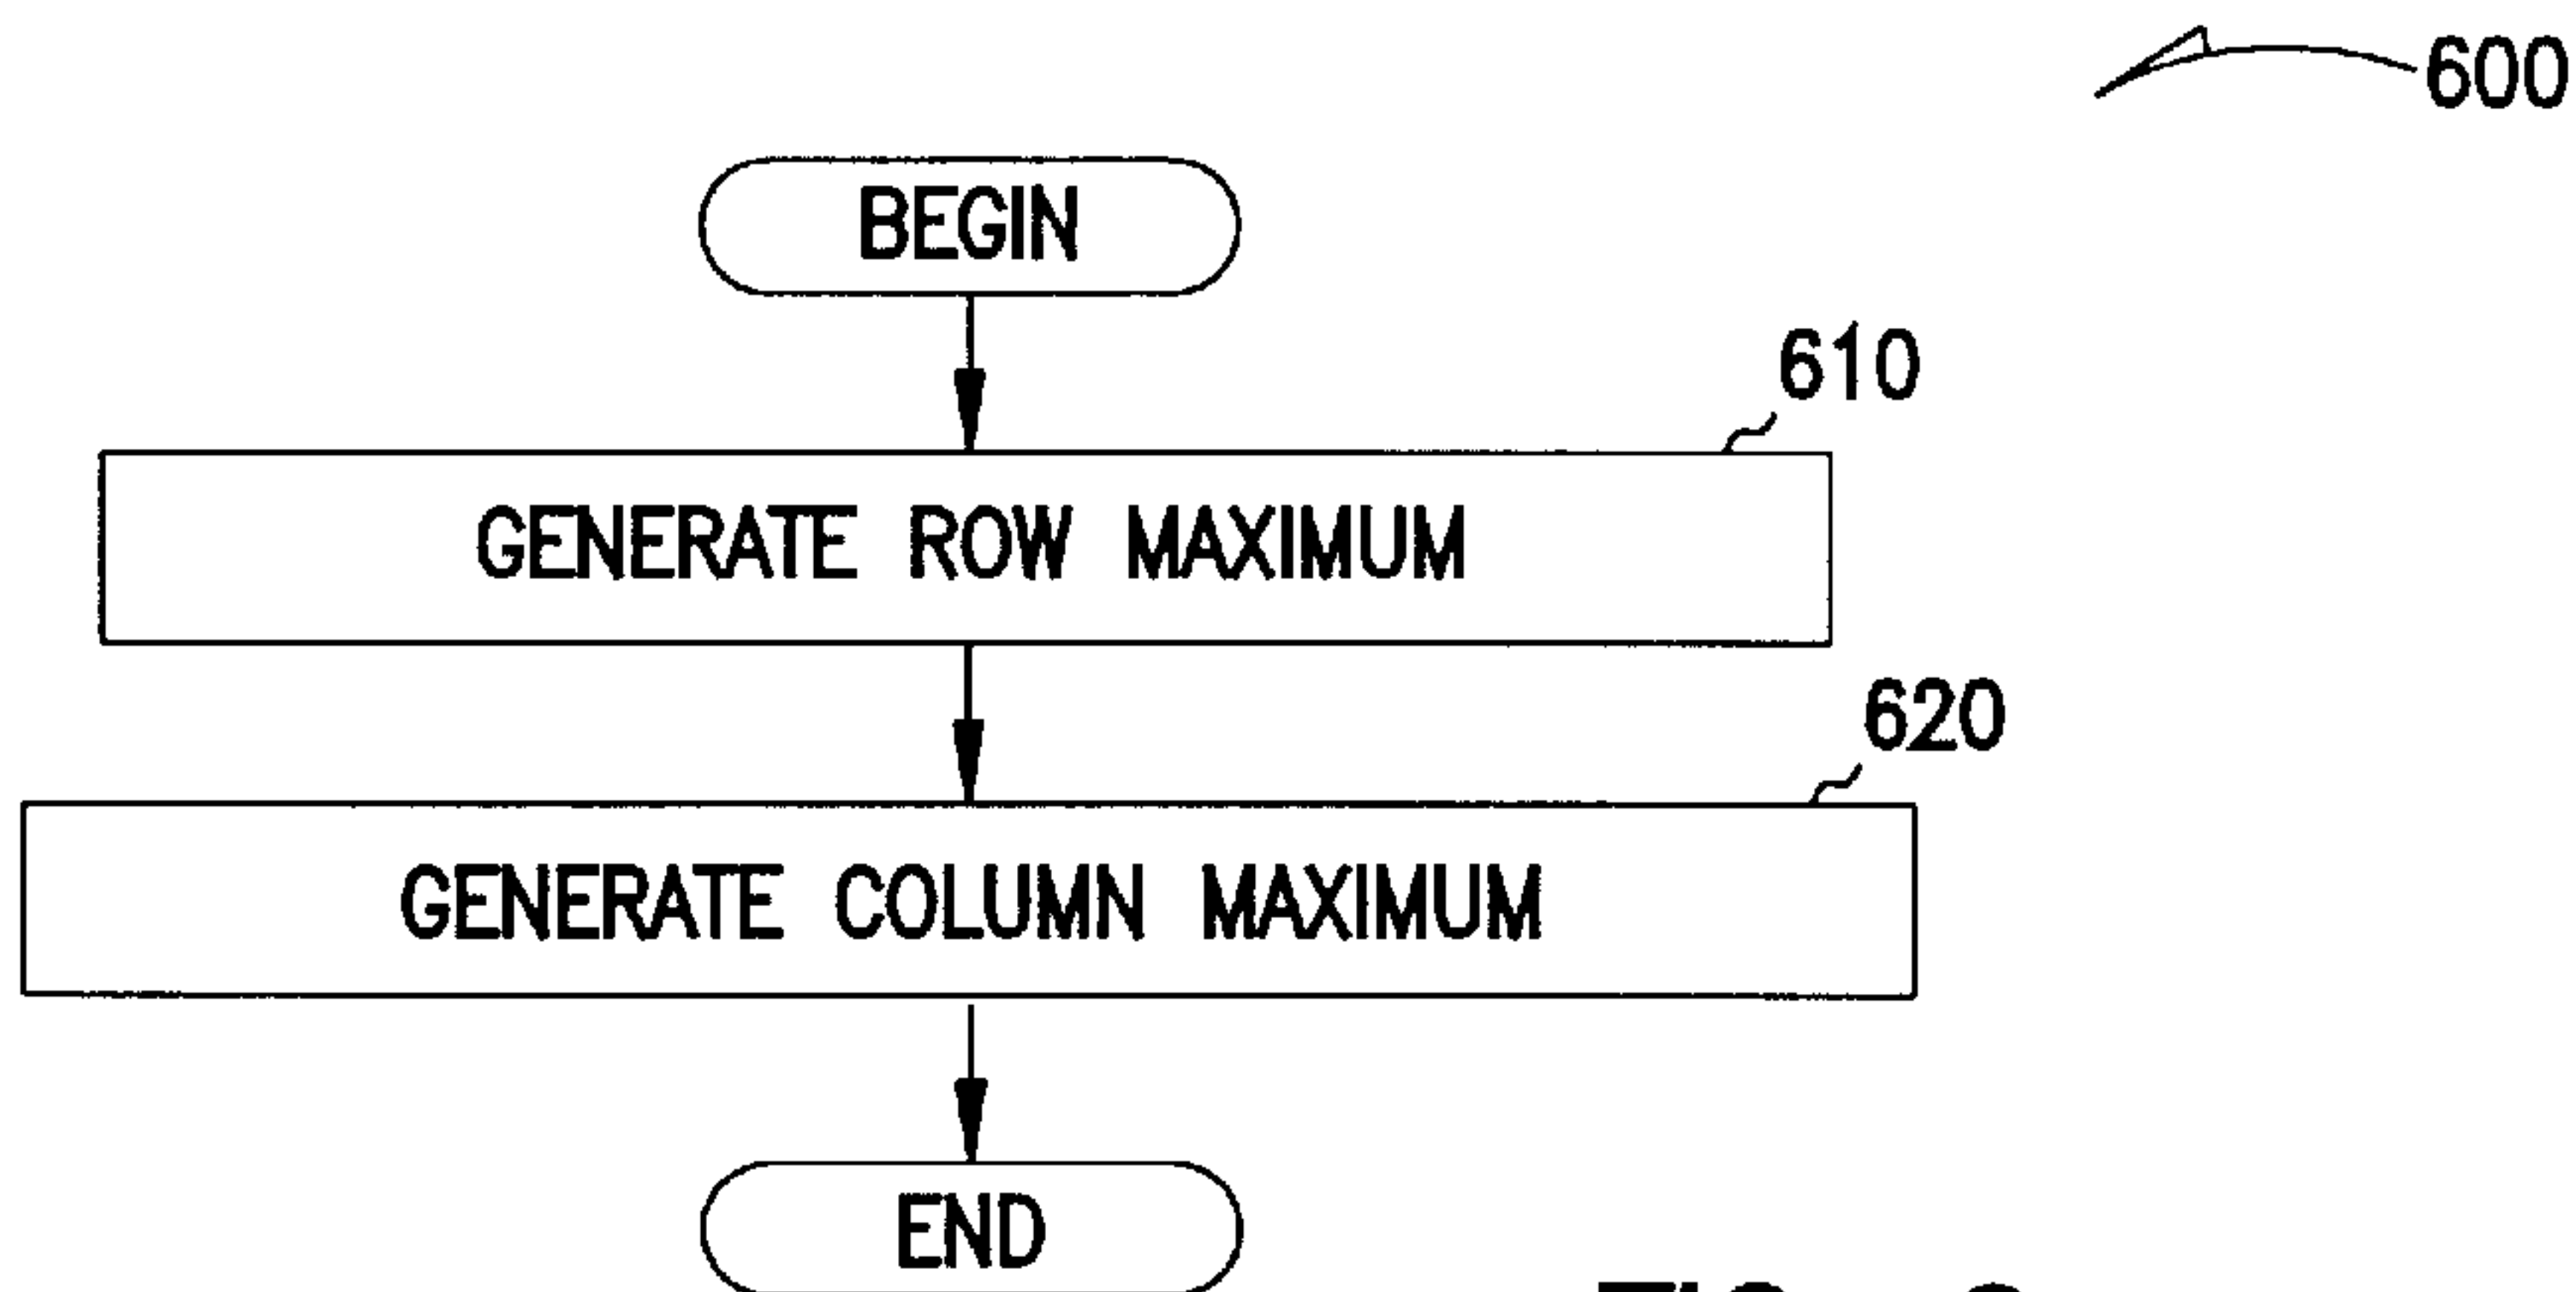 600
BEGIN
610
GENERATE ROW MAXIMUM
620
GENERATE COLUMN MAXIMUM
END